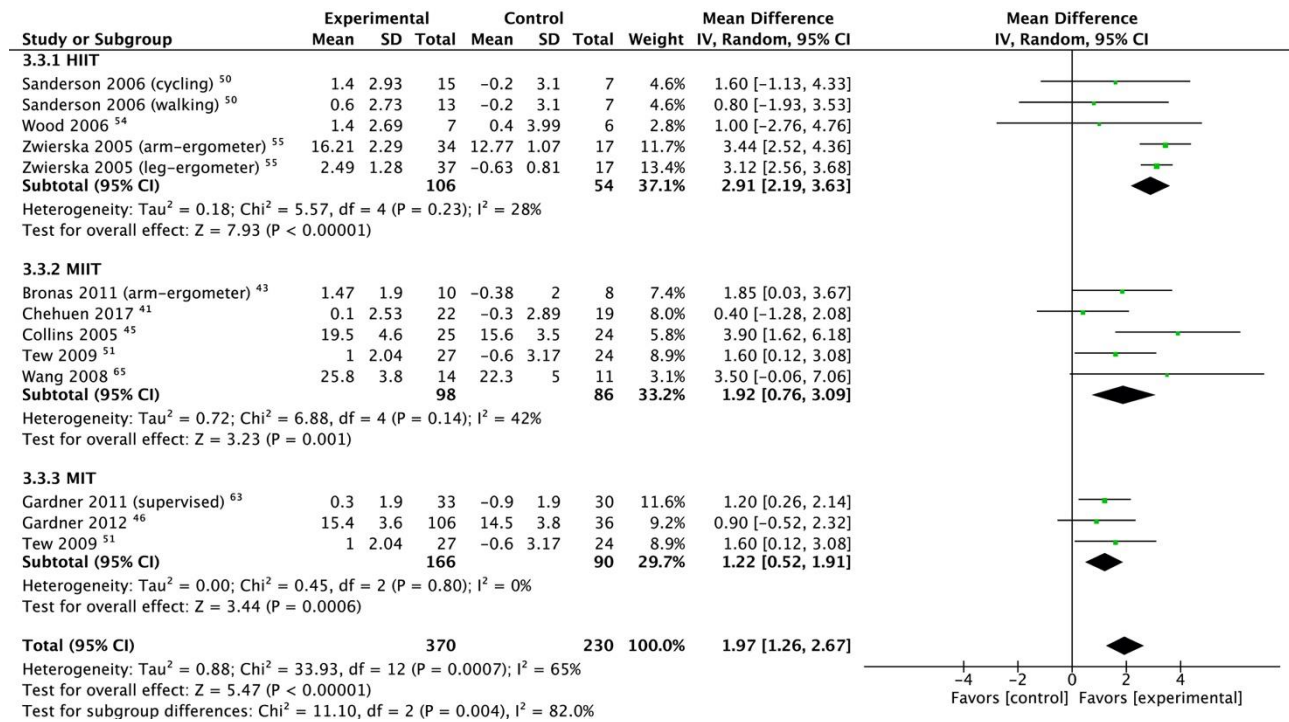 Experimental Control Mean Difference Mean Difference
Study or Subgroup Mean SD Total Mean SD Total Weight IV, Random, 95% CI IV, Random, 95% CI
3.3.1 HIIT
Sanderson 2006 (cycling) 50 1.4 2.93 15 -0.2 3.1 7 4.6% 1.60 [-1.13, 4.33]
Sanderson 2006 (walking) 50 0.6 2.73 13 -0.2 3.1 7 4.6% 0.80 [-1.93, 3.53]
Wood 2006 54 1.4 2.69 7 0.4 3.99 6 2.8% 1.00 [-2.76, 4.76]
Zwierska 2005 (arm-ergometer) 55 16.21 2.29 34 12.77 1.07 17 11.7% 3.44 [2.52, 4.36]
Zwierska 2005 (leg-ergometer) 55 2.49 1.28 37 -0.63 0.81 17 13.4% 3.12 [2.56, 3.68]
Subtotal (95% CI) 106 54 37.1% 2.91 [2.19, 3.63]
Heterogeneity: Tau² = 0.18; Chi² = 5.57, df = 4 (P = 0.23); I² = 28%
Test for overall effect: Z = 7.93 (P < 0.00001)
3.3.2 MIIT
Bronas 2011 (arm-ergometer) 43 1.47 1.9 10 -0.38 2 8 7.4% 1.85 [0.03, 3.67]
Chehuen 2017 41 0.1 2.53 22 -0.3 2.89 19 8.0% 0.40 [-1.28, 2.08]
Collins 2005 45 19.5 4.6 25 15.6 3.5 24 5.8% 3.90 [1.62, 6.18]
Tew 2009 51 1 2.04 27 -0.6 3.17 24 8.9% 1.60 [0.12, 3.08]
Wang 2008 65 25.8 3.8 14 22.3 5 11 3.1% 3.50 [-0.06, 7.06]
Subtotal (95% CI) 98 86 33.2% 1.92 [0.76, 3.09]
Heterogeneity: Tau² = 0.72; Chi² = 6.88, df = 4 (P = 0.14); I² = 42%
Test for overall effect: Z = 3.23 (P = 0.001)
3.3.3 MIT
Gardner 2011 (supervised) 63 0.3 1.9 33 -0.9 1.9 30 11.6% 1.20 [0.26, 2.14]
Gardner 2012 46 15.4 3.6 106 14.5 3.8 36 9.2% 0.90 [-0.52, 2.32]
Tew 2009 51 1 2.04 27 -0.6 3.17 24 8.9% 1.60 [0.12, 3.08]
Subtotal (95% CI) 166 90 29.7% 1.22 [0.52, 1.91]
Heterogeneity: Tau² = 0.00; Chi² = 0.45, df = 2 (P = 0.80); I² = 0%
Test for overall effect: Z = 3.44 (P = 0.0006)
Total (95% CI) 370 230 100.0% 1.97 [1.26, 2.67]
Heterogeneity: Tau² = 0.88; Chi² = 33.93, df = 12 (P = 0.0007); I² = 65%
Test for overall effect: Z = 5.47 (P < 0.00001)
Test for subgroup differences: Chi² = 11.10, df = 2 (P = 0.004), I² = 82.0%
-4 -2 0 2 4
Favors [control] Favors [experimental]